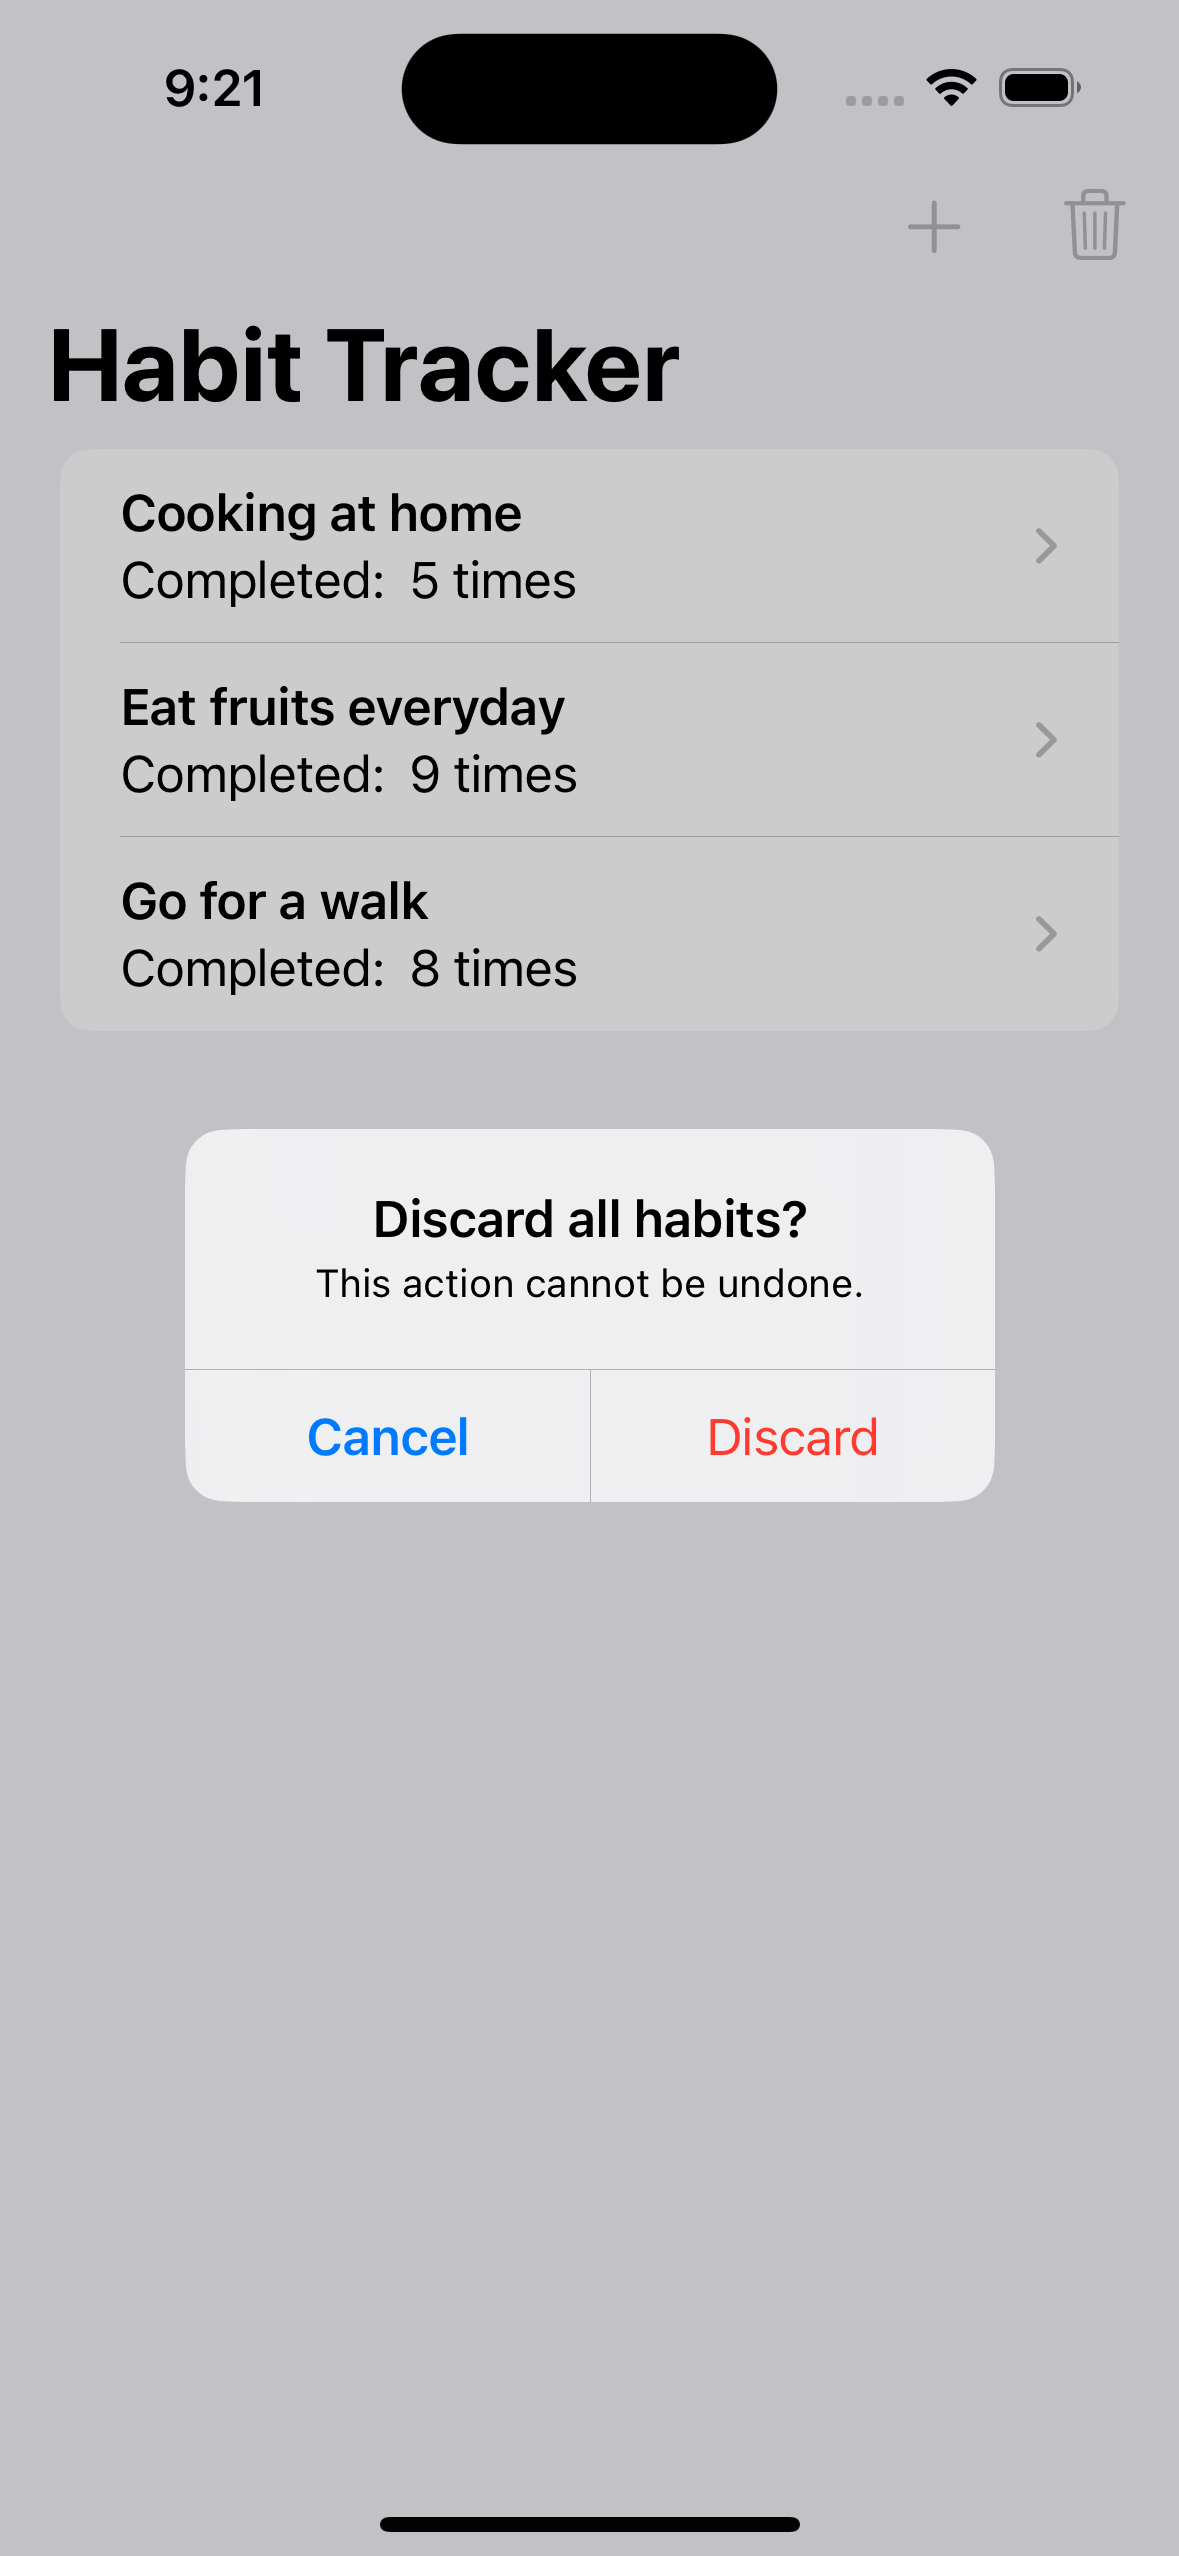 9:21
Habit Tracker
Cooking at home
Completed:  5 times
Eat fruits everyday
Completed:  9 times
Go for a walk
Completed:  8 times
Discard all habits?
This action cannot be undone.
Cancel
Discard